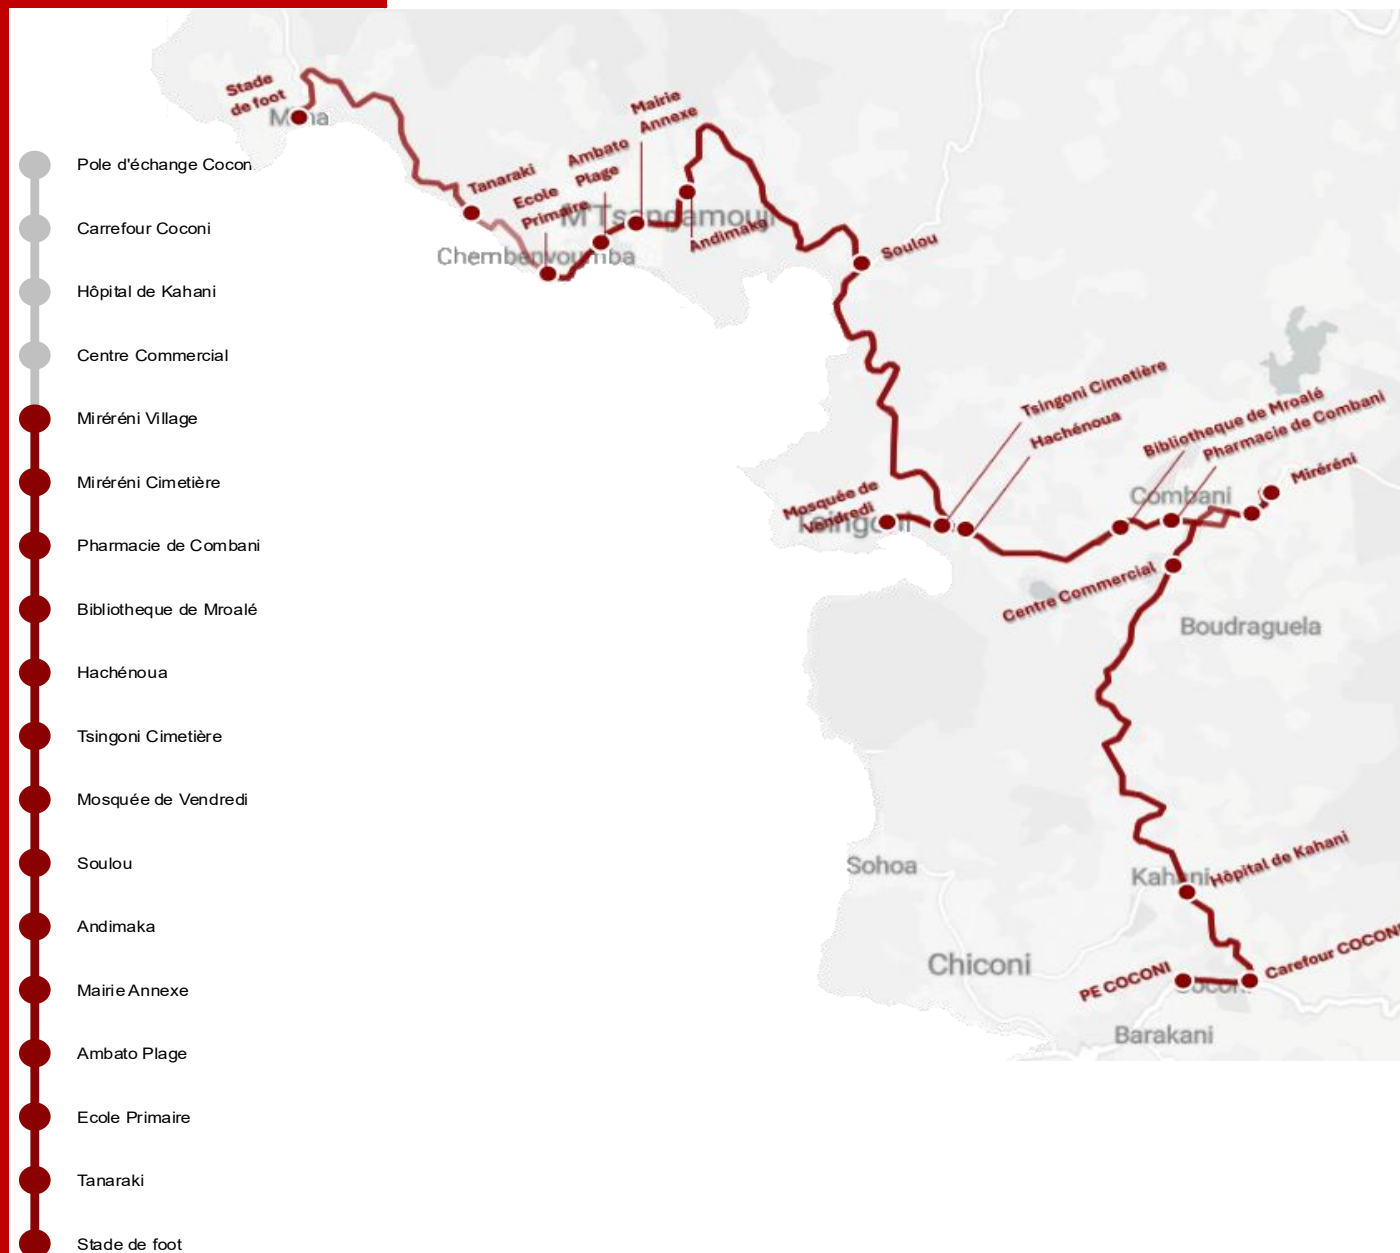 Pole d'échange Cocon
Carrefour Coconi
Hôpital de Kahani
Centre Commercial
Miréréni Village
Miréréni Cimetière
Pharmacie de Combani
Bibliotheque de Mroalé
Hachénoua
Tsingoni Cimetière
Mosquée de Vendredi
Soulou
Andimaka
Mairie Annexe
Ambato Plage
Ecole Primaire
Tanaraki
Stade de foot
Stade
de foot
Tanaraki
Ecole
Primaire
Ambato
Plage
Mairie
Annexe
M'Tsangamouji
Andimaka
Chembenyoumba
Soulou
Tsingoni Cimetière
Hachénoua
Bibliotheque de Mroalé
Pharmacie de Combani
Miréréni
Combani
Mosquée de
vendredi
Tsingoni
Centre Commercial
Boudraguela
Sohoa
Kahani
Hôpital de Kahani
Chiconi
PE COCONI
Carefour COCONI
Coconi
Barakani